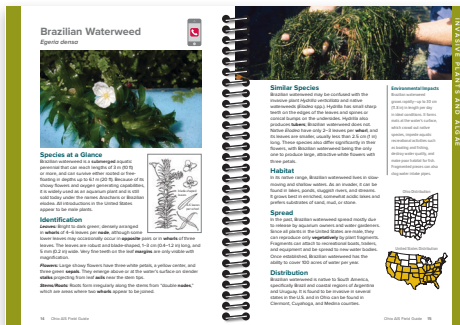 Brazilian Waterweed
Egeria densa
Species at a Glance
Brazilian waterweed is a submerged aquatic
perennial that can reach lengths of 3 m (10 ft)
or more, and can survive either rooted or free-
floating in depths up to 6.1 m (20 ft). Because of its
showy flowers and oxygen generating capabilities,
it is widely used as an aquarium plant and is still
sold today under the names Anacharis or Brazilian
elodea. All introductions in the United States
appear to be male plants.
Identification
Leaves: Bright to dark green, densely arranged
in whorls of 4–6 leaves per node, although some
lower leaves may occasionally occur in opposite pairs or in whorls of three
leaves. The leaves are robust and blade-shaped, 1–3 cm (0.4–1.2 in) long, and
5 mm (0.2 in) wide. Very fine teeth on the leaf margins are only visible with
magnification.
Flowers: Large showy flowers have three white petals, a yellow center, and
three green sepals. They emerge above or at the water's surface on slender
stalks projecting from leaf axils near the stem tips.
Stems/Roots: Roots form regularly along the stems from "double nodes,"
which are areas where two whorls appear to be joined.
14 Ohio AIS Field Guide
Similar Species
Brazilian waterweed may be confused with the
invasive plant Hydrilla verticillata and native
waterweeds (Elodea spp.). Hydrilla has small sharp
teeth on the edges of the leaves and spines or
conical bumps on the undersides. Hydrilla also
produces tubers; Brazilian waterweed does not.
Native Elodea have only 2–3 leaves per whorl, and
its leaves are smaller, usually less than 2.5 cm (1 in)
long. These species also differ significantly in their
flowers, with Brazilian waterweed being the only
one to produce large, attractive white flowers with
three petals.
Habitat
In its native range, Brazilian waterweed lives in slow-
moving and shallow waters. As an invader, it can be
found in lakes, ponds, sluggish rivers, and streams.
It grows best in enriched, somewhat acidic lakes and
prefers substrates of sand, mud, or stone.
Spread
In the past, Brazilian waterweed spread mostly due
to release by aquarium owners and water gardeners.
Since all plants in the United States are male, they
can reproduce only vegetatively by plant fragments.
Fragments can attach to recreational boats, trailers,
and equipment and be spread to new water bodies.
Once established, Brazilian waterweed has the
ability to cover 100 acres of water per year.
Distribution
Brazilian waterweed is native to South America,
specifically Brazil and coastal regions of Argentina
and Uruguay. It is found to be invasive in several
states in the U.S. and in Ohio can be found in
Clermont, Cuyahoga, and Medina counties.
Environmental Impacts
Ohio Distribution
United States Distribution
INVASIVE PLANTS AND ALGAE
Ohio AIS Field Guide 15